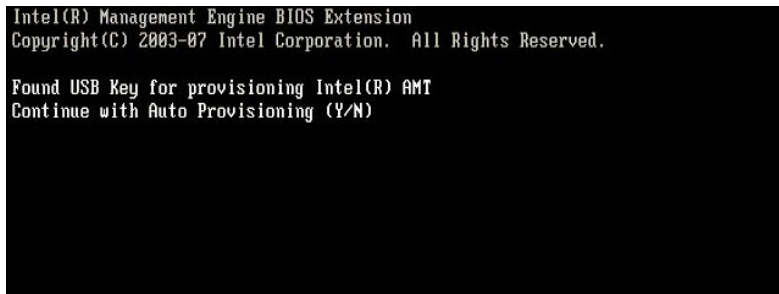 Intel(R) Management Engine BIOS Extension
Copyright(C) 2003-07 Intel Corporation.  All Rights Reserved.
Found USB Key for provisioning Intel(R) AMT
Continue with Auto Provisioning (Y/N)